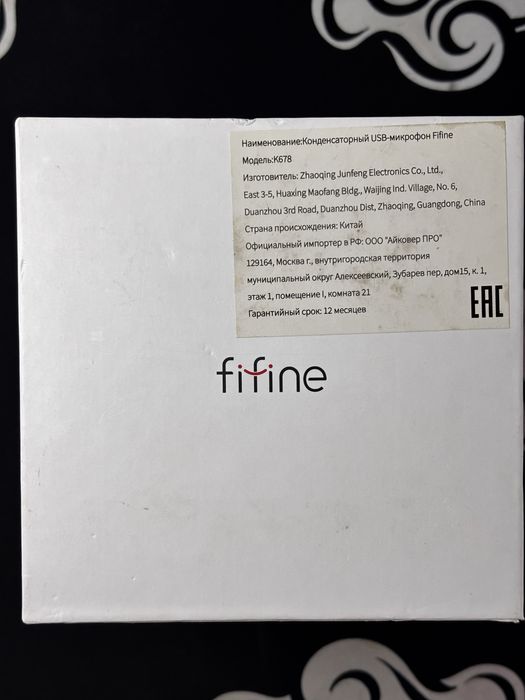 Наименование:Конденсаторный USB-микрофон Fifine
Модель:K678
Изготовитель: Zhaoqing Junfeng Electronics Co., Ltd.,
East 3-5, Huaxing Maofang Bldg., Waijing Ind. Village, No. 6,
Duanzhou 3rd Road, Duanzhou Dist, Zhaoqing, Guangdong, China
Страна происхождения: Китай
Официальный импортер в РФ: ООО "Айковер ПРО"
129164, Москва г., внутригородская территория
муниципальный округ Алексеевский, Зубарев пер, дом15, к. 1,
этаж 1, помещение I, комната 21
Гарантийный срок: 12 месяцев
EAC
fifine